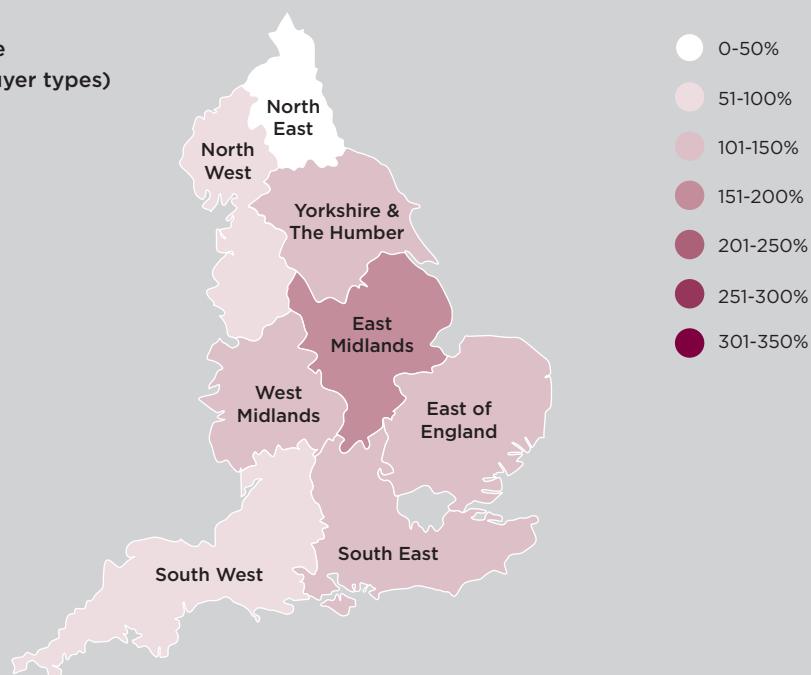 e
yer types)
North
East
North
West
Yorkshire &
The Humber
East
Midlands
West
Midlands
East of
England
South East
South West
0-50%
51-100%
101-150%
151-200%
201-250%
251-300%
301-350%